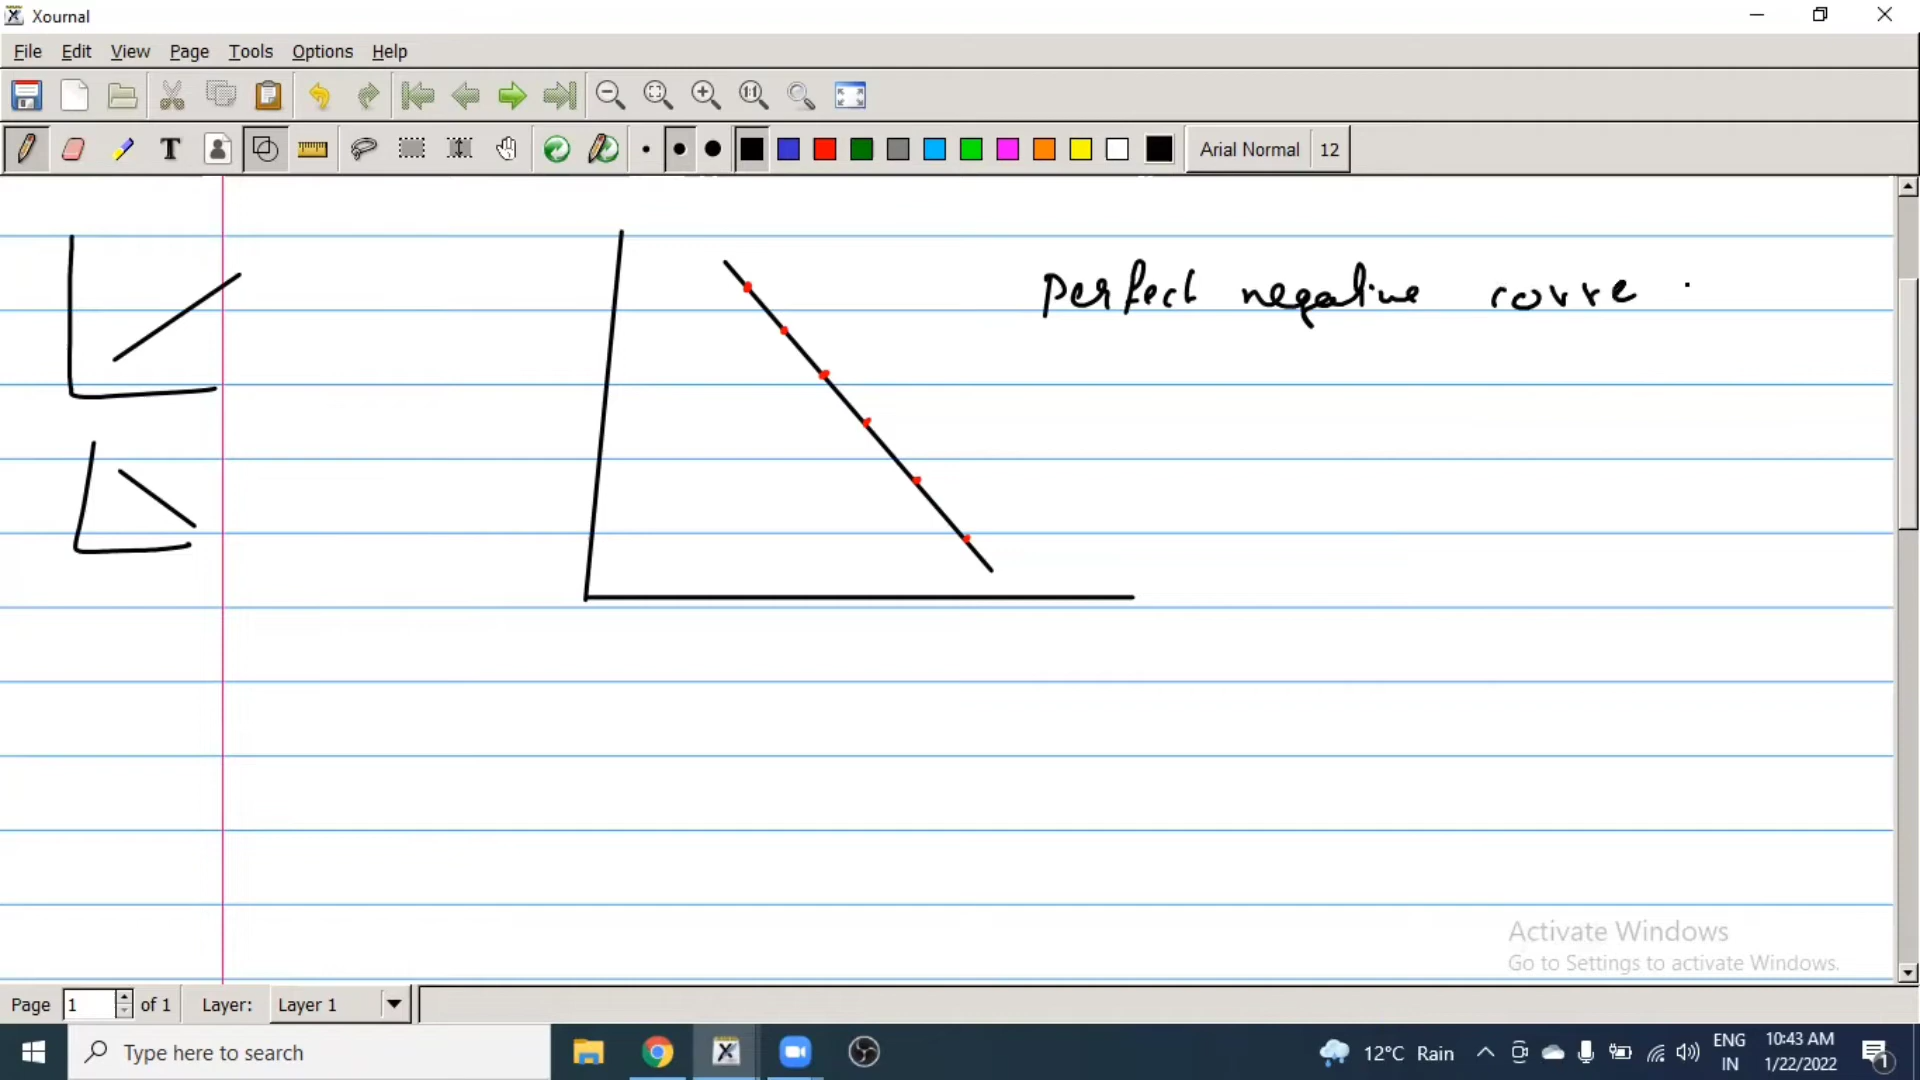 Xournal
File Edit View Page Tools Options Help
T Arial Normal 12
Perfect negative corre
Activate Windows
Go to Settings to activate Windows.
Page 1 of 1 Layer: Layer 1
Type here to search
12°C Rain
ENG
IN
10:43 AM
1/22/2022
1